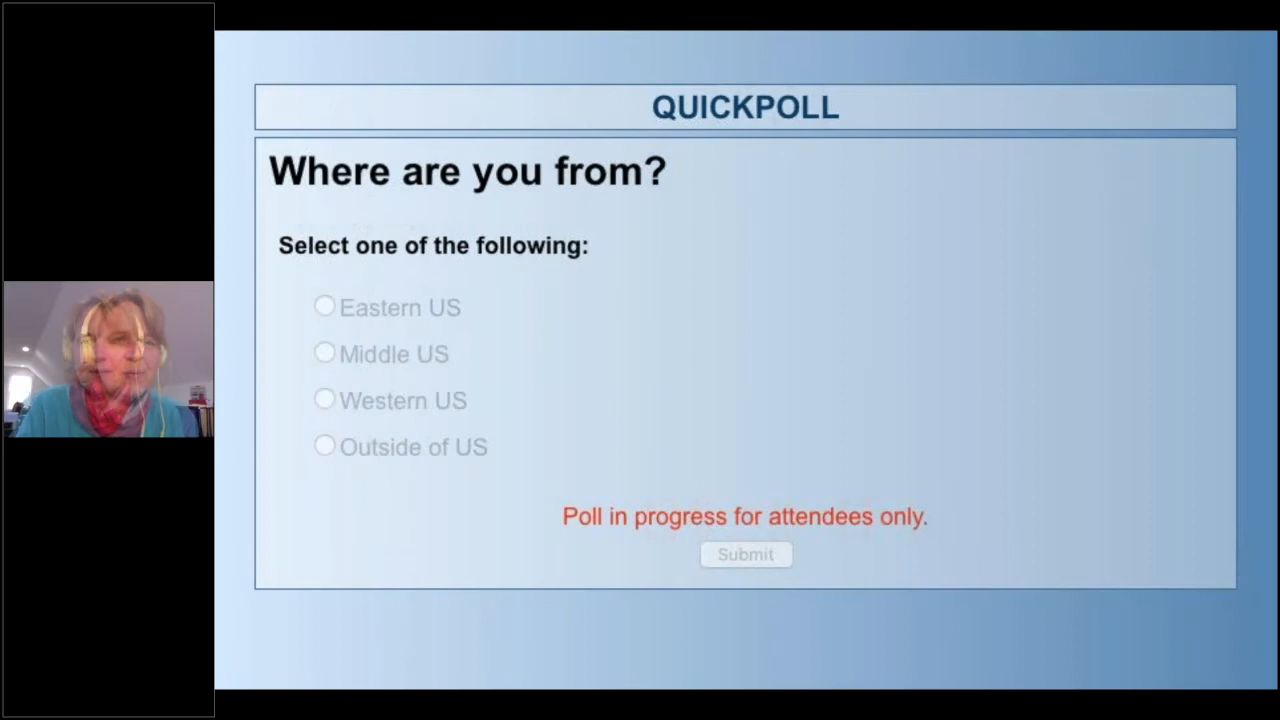 QUICKPOLL
Where are you from?
Select one of the following:
Eastern US
Middle US
Western US
Outside of US
Poll in progress for attendees only.
Submit